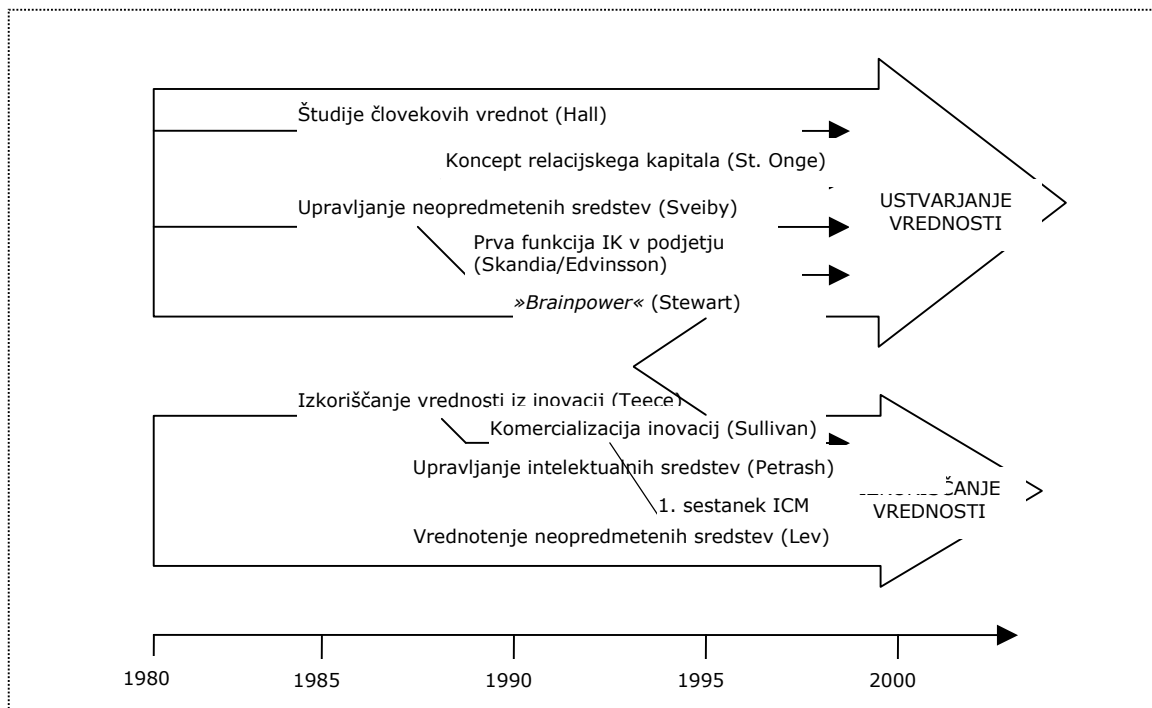 Študije človekovih vrednot (Hall)
Koncept relacijskega kapitala (St. Onge)
Upravljanje neopredmetenih sredstev (Sveiby)
Prva funkcija IK v podjetju
(Skandia/Edvinsson)
»Brainpower« (Stewart)
USTVARJANJE
VREDNOSTI
Izkoriščanje vrednosti iz inovacij (Teece)
Komercializacija inovacij (Sullivan)
Upravljanje intelektualnih sredstev (Petrash)
1. sestanek ICM
Vrednotenje neopredmetenih sredstev (Lev)
VREDNOSTI
1980
1985
1990
1995
2000